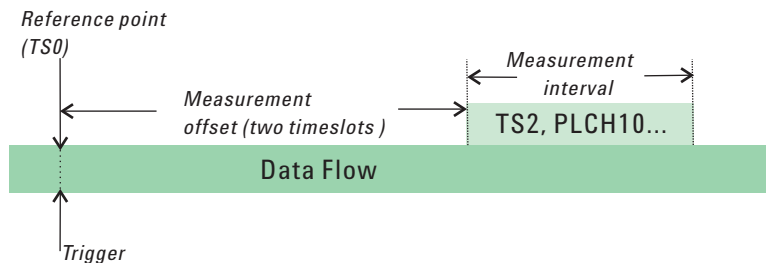 Reference point
(TS0)
Measurement
interval
Measurement
offset (two timeslots )
TS2, PLCH10...
Data Flow
Trigger